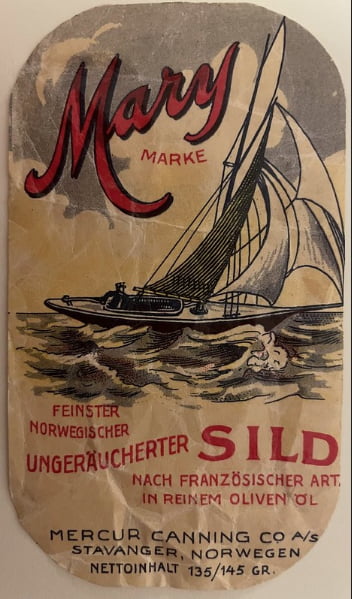 Mary
MARKE
FEINSTER
NORWEGISCHER
UNGERÄUCHERTER SILD
NACH FRANZÖSISCHER ART.
IN REINEM OLIVEN ÖL
MERCUR CANNING CO A/s
STAVANGER, NORWEGEN
NETTOINHALT 135/145 GR.